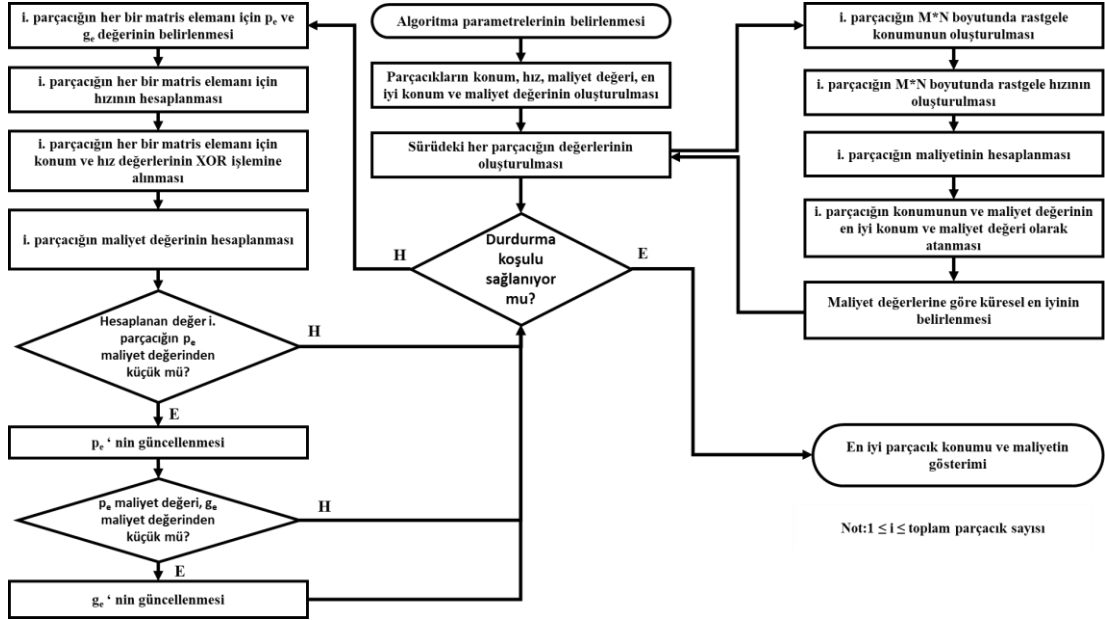 Algoritma parametrelerinin belirlenmesi
Parçacıkların konum, hız, maliyet değeri, en
iyi konum ve maliyet değerinin oluşturulması
Sürüdeki her parçacığın değerlerinin
oluşturulması
Durdurma
koşulu
sağlanıyor
mu?
H
E
i. parçacığın M*N boyutunda rastgele
konumunun oluşturulması
i. parçacığın M*N boyutunda rastgele hızının
oluşturulması
i. parçacığın maliyetinin hesaplanması
i. parçacığın konumunun ve maliyet değerinin
en iyi konum ve maliyet değeri olarak
atanması
Maliyet değerlerine göre küresel en iyinin
belirlenmesi
i. parçacığın her bir matris elemanı için pₑ ve
gₑ değerinin belirlenmesi
i. parçacığın her bir matris elemanı için
hızının hesaplanması
i. parçacığın her bir matris elemanı için
konum ve hız değerlerinin XOR işlemine
alınması
i. parçacığın maliyet değerinin hesaplanması
Hesaplanan değer i.
parçacığın pₑ
maliyet değerinden
küçük mü?
H
E
pₑ ‘ nin güncellenmesi
pₑ maliyet değeri, gₑ
maliyet değerinden
küçük mü?
H
E
gₑ ‘ nin güncellenmesi
En iyi parçacık konumu ve maliyetin
gösterimi
Not:1 ≤ i ≤ toplam parçacık sayısı